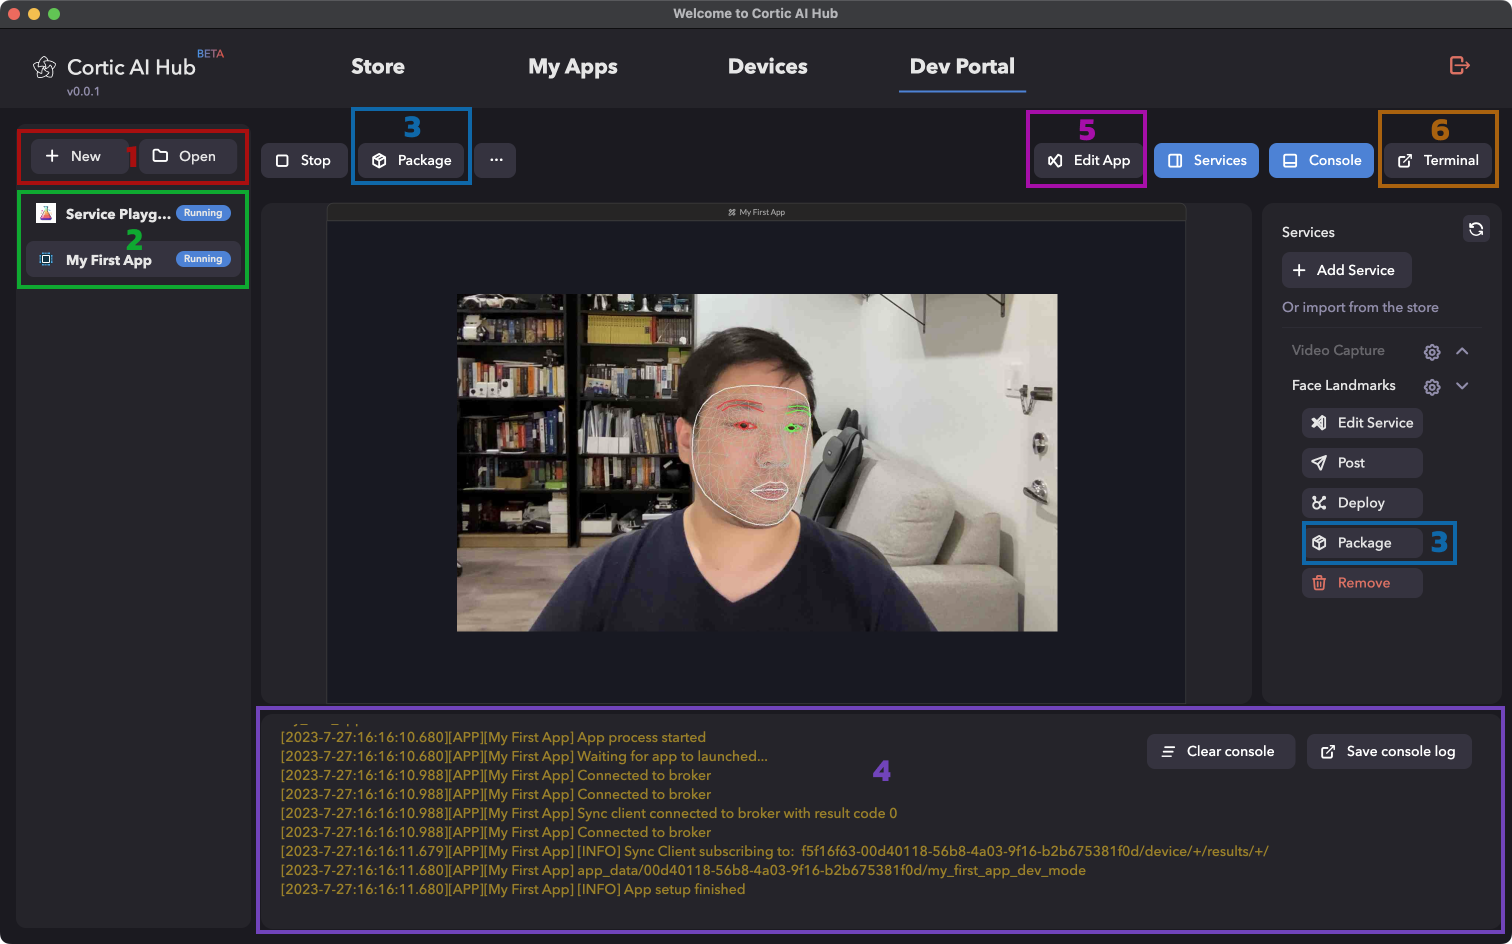 Welcome to Cortic AI Hub
Cortic AI Hub BETA
v0.0.1
Store
My Apps
Devices
Dev Portal
New
1
Open
Stop
3
Package
...
5
Edit App
Services
Console
6
Terminal
Service Playg...
Running
2
My First App
Running
My First App
Services
Add Service
Or import from the store
Video Capture
Face Landmarks
Edit Service
Post
Deploy
Package
3
Remove
[2023-7-27:16:16:10.680][APP][My First App] App process started
[2023-7-27:16:16:10.680][APP][My First App] Waiting for app to launched...
[2023-7-27:16:16:10.988][APP][My First App] Connected to broker
[2023-7-27:16:16:10.988][APP][My First App] Connected to broker
[2023-7-27:16:16:10.988][APP][My First App] Sync client connected to broker with result code 0
[2023-7-27:16:16:10.988][APP][My First App] Connected to broker
[2023-7-27:16:16:11.679][APP][My First App] [INFO] Sync Client subscribing to:  f5f16f63-00d40118-56b8-4a03-9f16-b2b675381f0d/device/+/results/+/
[2023-7-27:16:16:11.680][APP][My First App] app_data/00d40118-56b8-4a03-9f16-b2b675381f0d/my_first_app_dev_mode
[2023-7-27:16:16:11.680][APP][My First App] [INFO] App setup finished
4
Clear console
Save console log